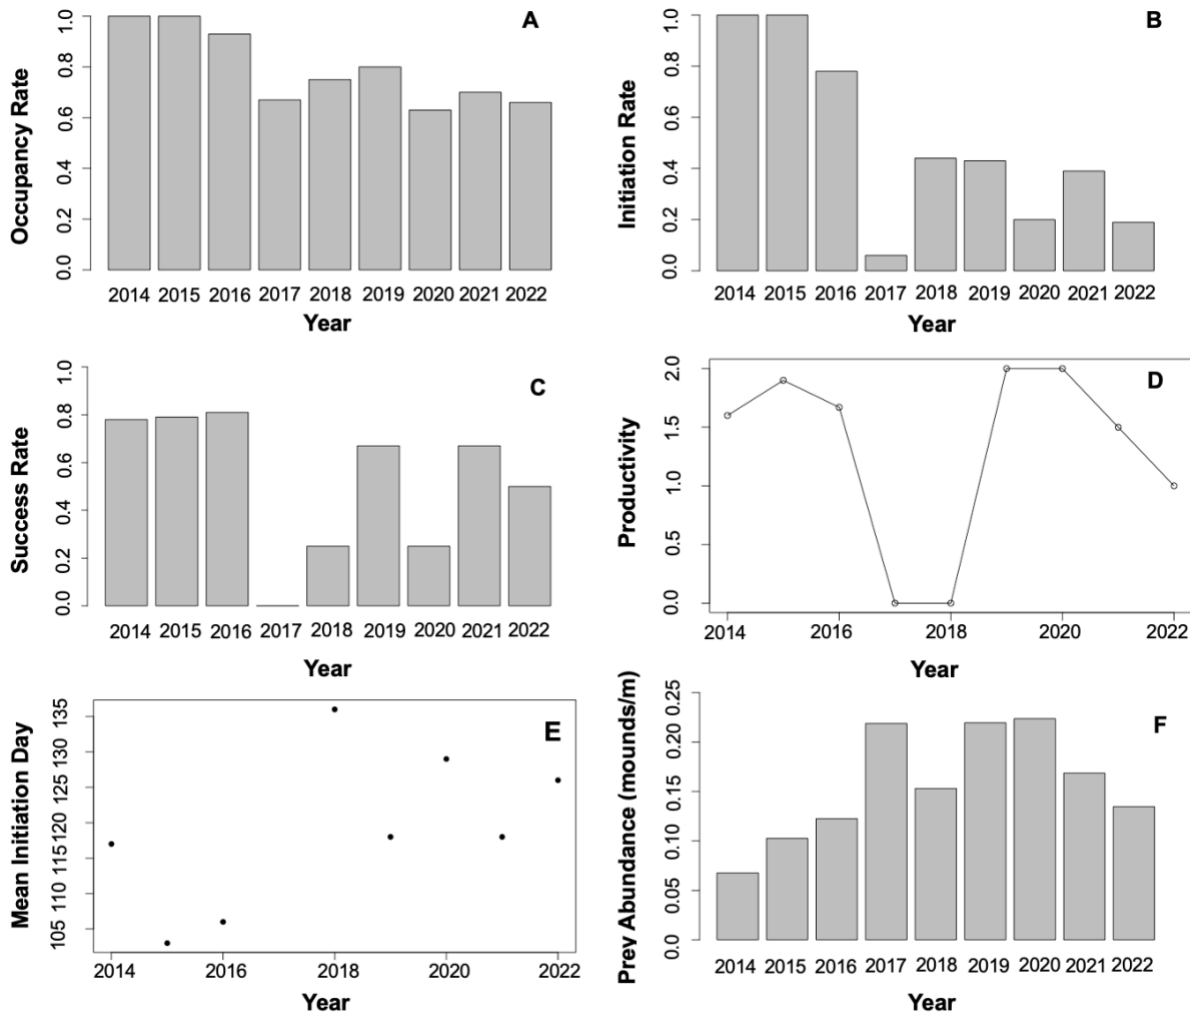 A
Occupancy Rate
1.0
0.8
0.6
0.4
0.2
0.0
2014 2015 2016 2017 2018 2019 2020 2021 2022
Year
B
Initiation Rate
1.0
0.8
0.6
0.4
0.2
0.0
2014 2015 2016 2017 2018 2019 2020 2021 2022
Year
C
Success Rate
1.0
0.8
0.6
0.4
0.2
0.0
2014 2015 2016 2017 2018 2019 2020 2021 2022
Year
D
Productivity
2.0
1.5
1.0
0.5
0.0
2014 2016 2018 2020 2022
Year
E
Mean Initiation Day
135
130
125
120
115
110
105
2014 2016 2018 2020 2022
Year
F
Prey Abundance (mounds/m)
0.25
0.20
0.15
0.10
0.05
0.0
2014 2015 2016 2017 2018 2019 2020 2021 2022
Year